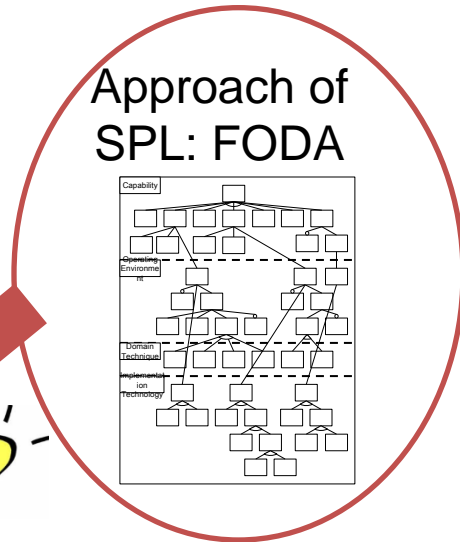 Approach of
SPL: FODA
Capability
Operating
Environme
nt
Domain
Technique
Implementat
ion
Technology